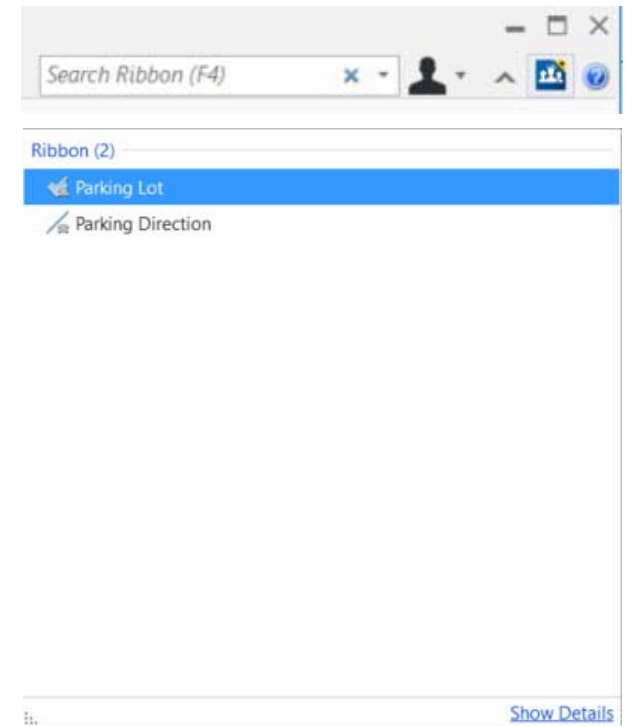 Search Ribbon (F4)
Ribbon (2)
Parking Lot
Parking Direction
Show Details